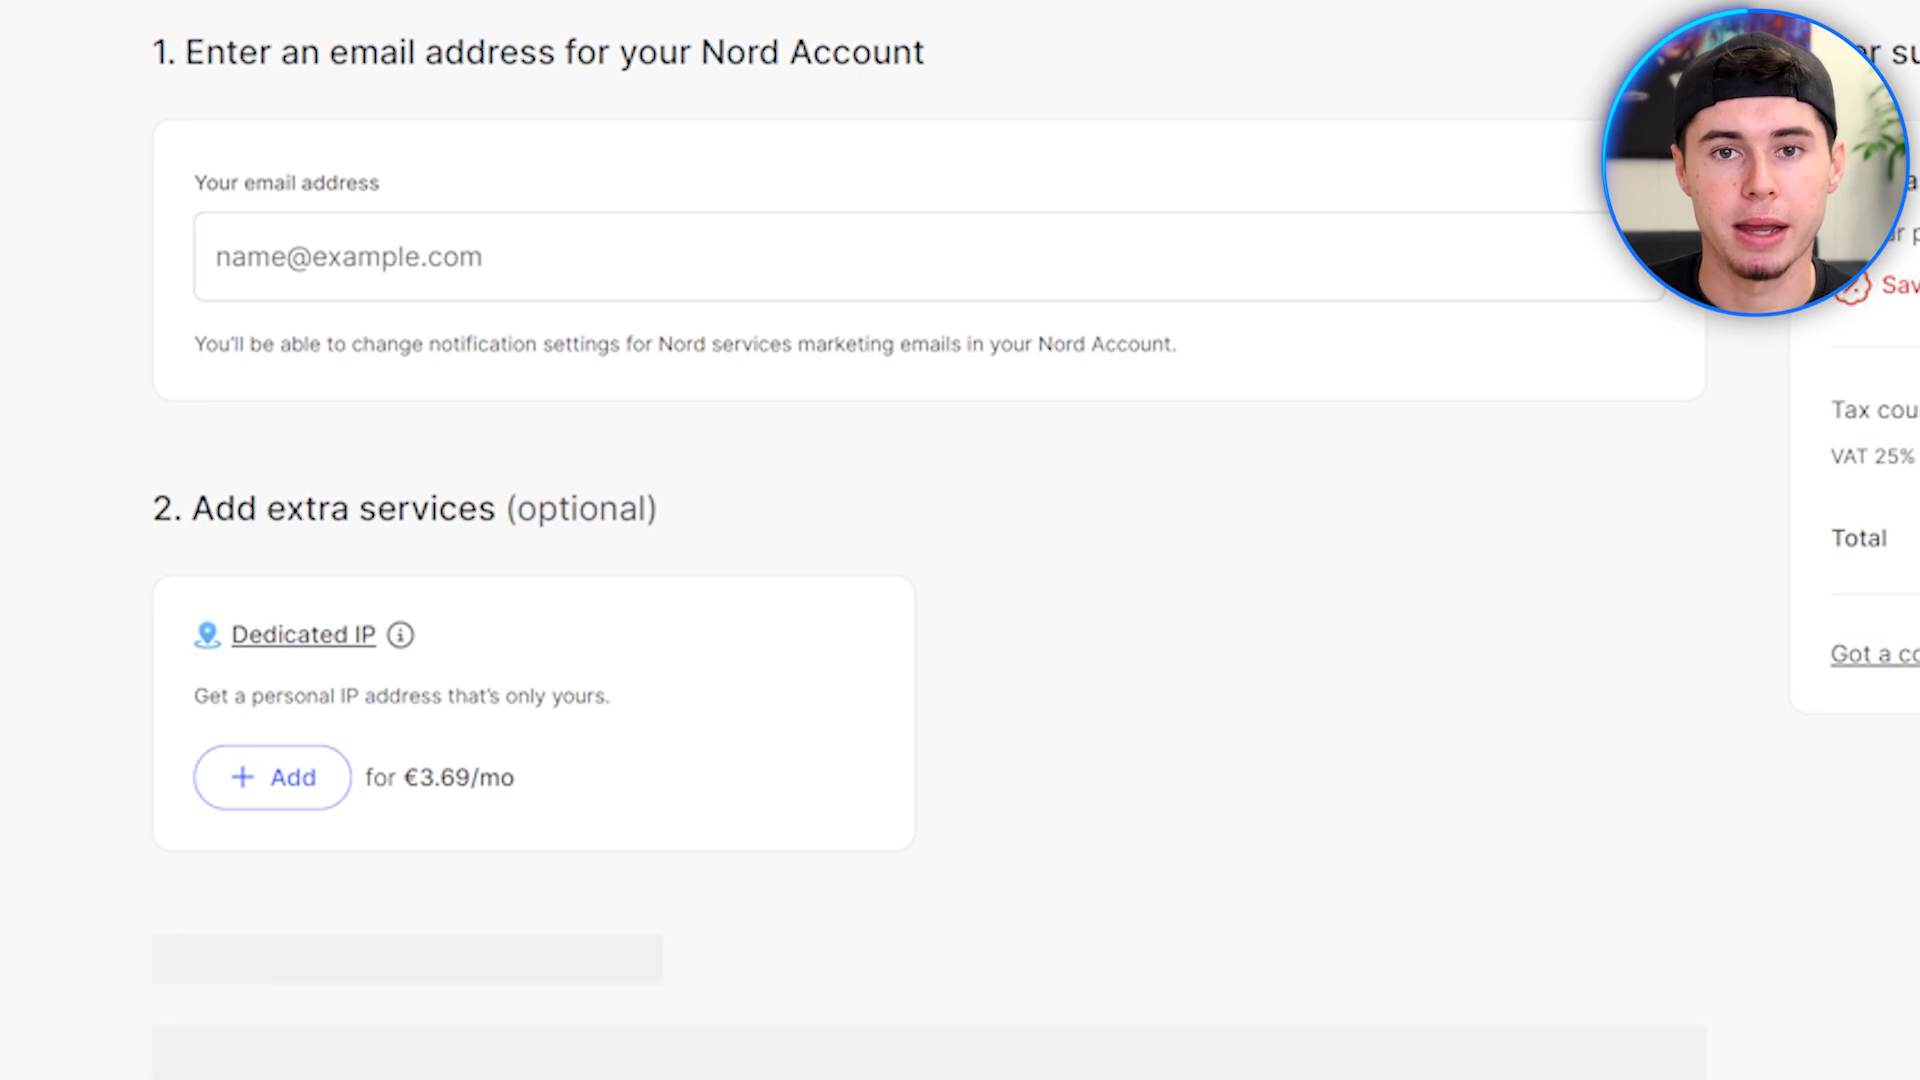 1. Enter an email address for your Nord Account
Your email address
name@example.com
You'll be able to change notification settings for Nord services marketing emails in your Nord Account.
2. Add extra services (optional)
Dedicated IP
Get a personal IP address that's only yours.
+ Add for €3.69/mo
Tax
VAT 25%
Total
Got a